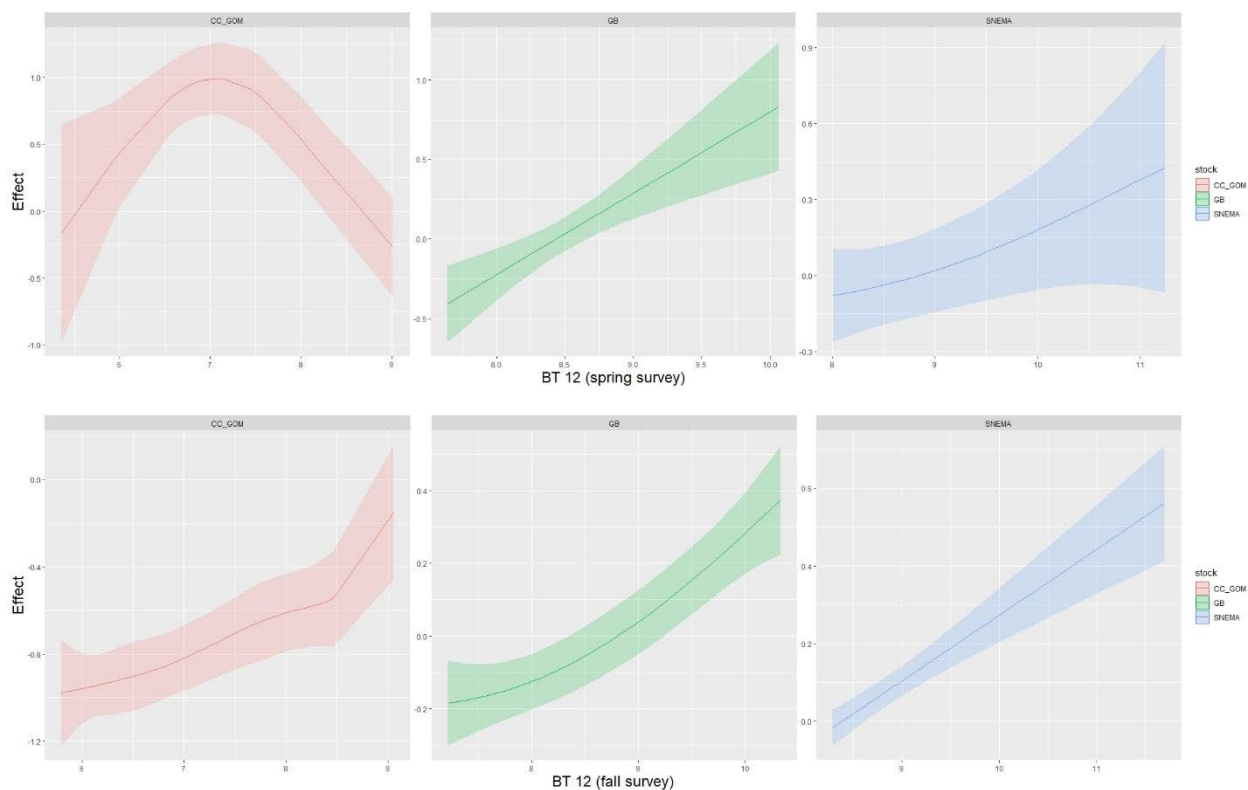 CC_GOM GB SNEMA
Effect
1.0
0.5
0.0
-0.5
-1.0
6 7 8 9
1.0
0.5
0.0
-0.5
8.0 8.5 9.0 9.5 10.0
0.9
0.6
0.3
0.0
-0.3
8 9 10 11
BT 12 (spring survey)
stock
CC_GOM
GB
SNEMA
CC_GOM GB SNEMA
Effect
0.0
-0.4
-0.8
-1.2
6 7 8 9
0.4
0.2
0.0
-0.2
8 9 10
0.6
0.4
0.2
0.0
9 10 11
BT 12 (fall survey)
stock
CC_GOM
GB
SNEMA